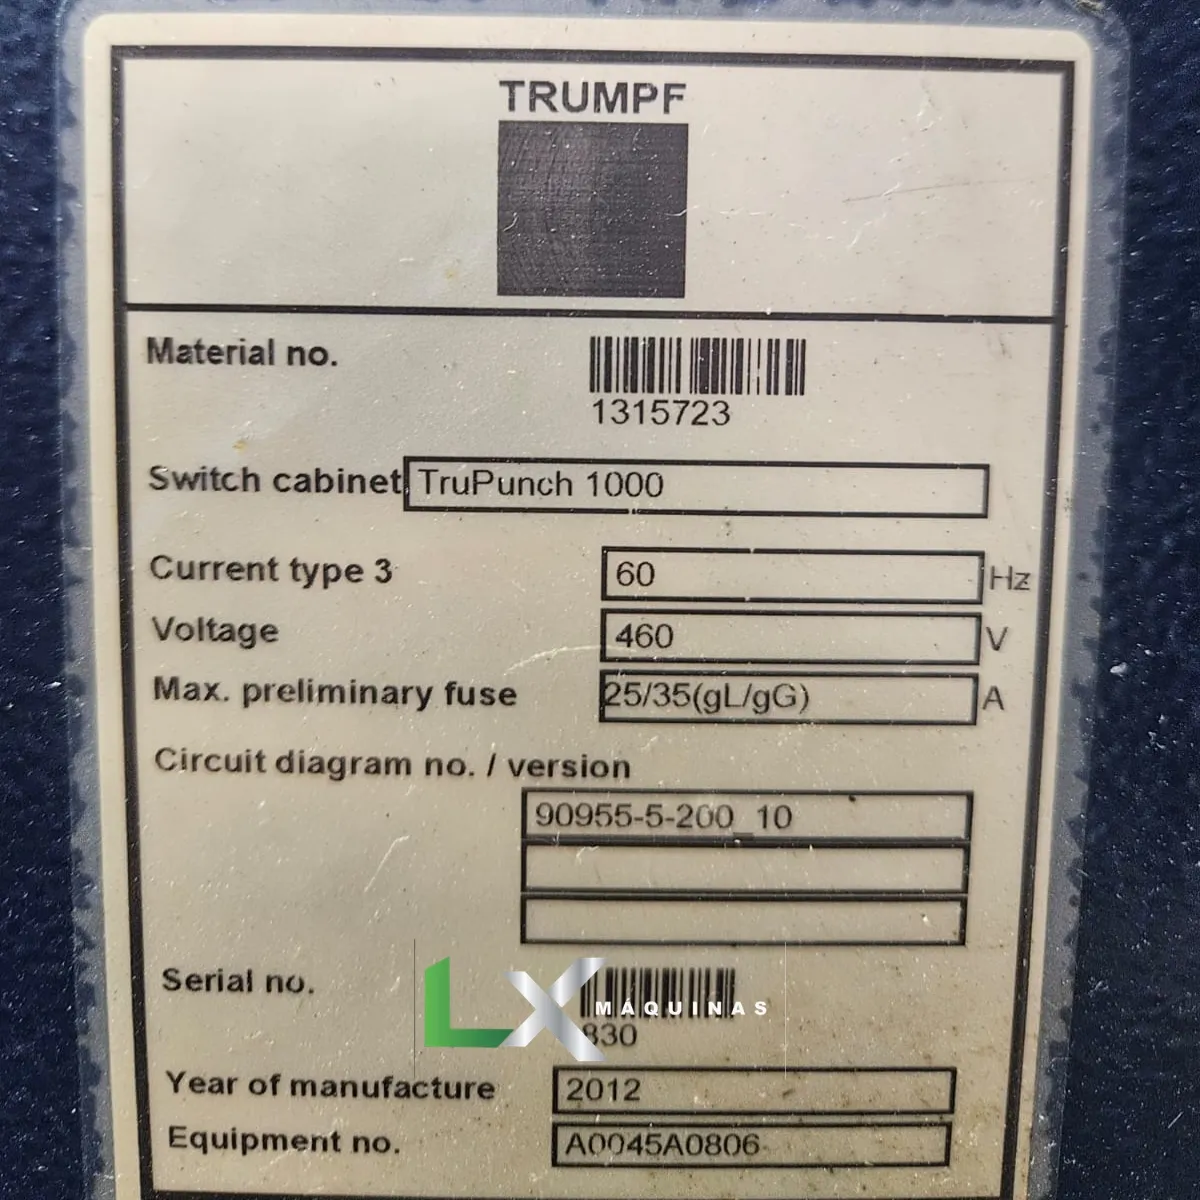 TRUMPF
Material no.
1315723
Switch cabinet TruPunch 1000
Current type 3 60 Hz
Voltage 460 V
Max. preliminary fuse 25/35(gL/gG) A
Circuit diagram no. / version
90955-5-200_10
Serial no.
LX MÁQUINAS
830
Year of manufacture 2012
Equipment no. A0045A0806